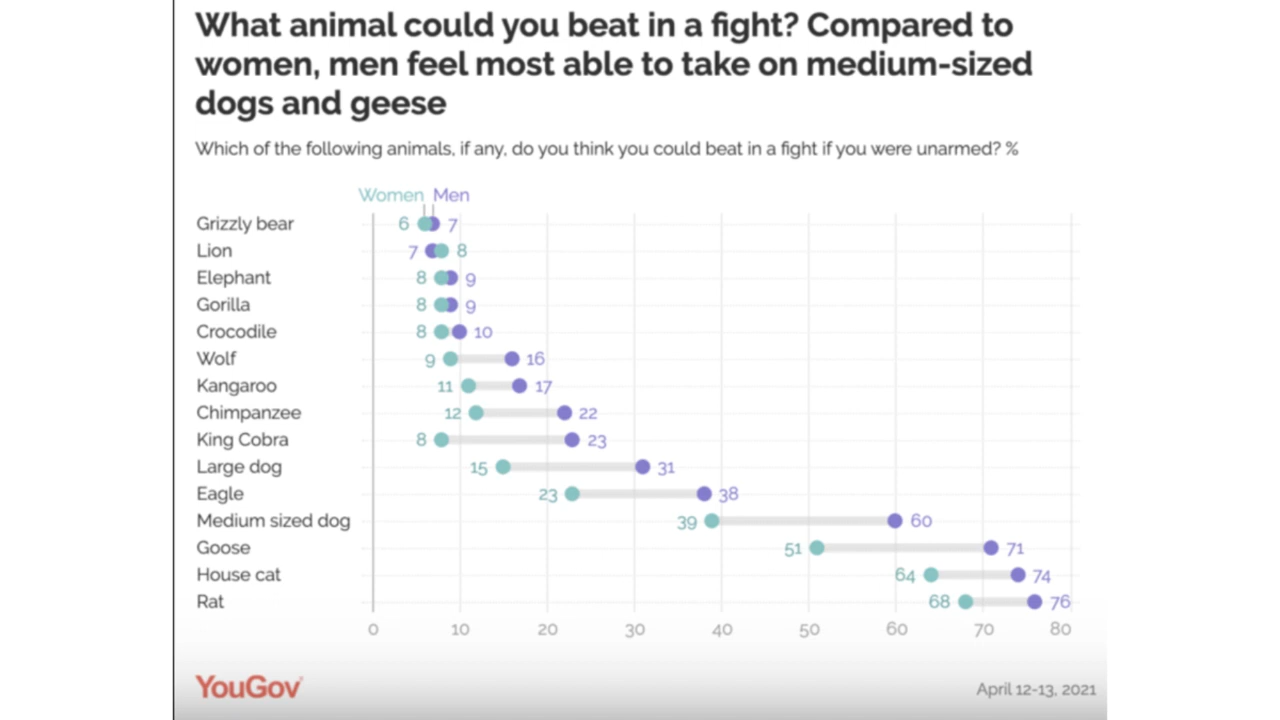 What animal could you beat in a fight? Compared to
women, men feel most able to take on medium-sized
dogs and geese
Which of the following animals, if any, do you think you could beat in a fight if you were unarmed? %
Women Men
Grizzly bear 6 7
Lion 7 8
Elephant 8 9
Gorilla 8 9
Crocodile 8 10
Wolf 9 16
Kangaroo 11 17
Chimpanzee 12 22
King Cobra 8 23
Large dog 15 31
Eagle 23 38
Medium sized dog 39 60
Goose 51 71
House cat 64 74
Rat 68 76
0 10 20 30 40 50 60 70 80
YouGov April 12-13, 2021